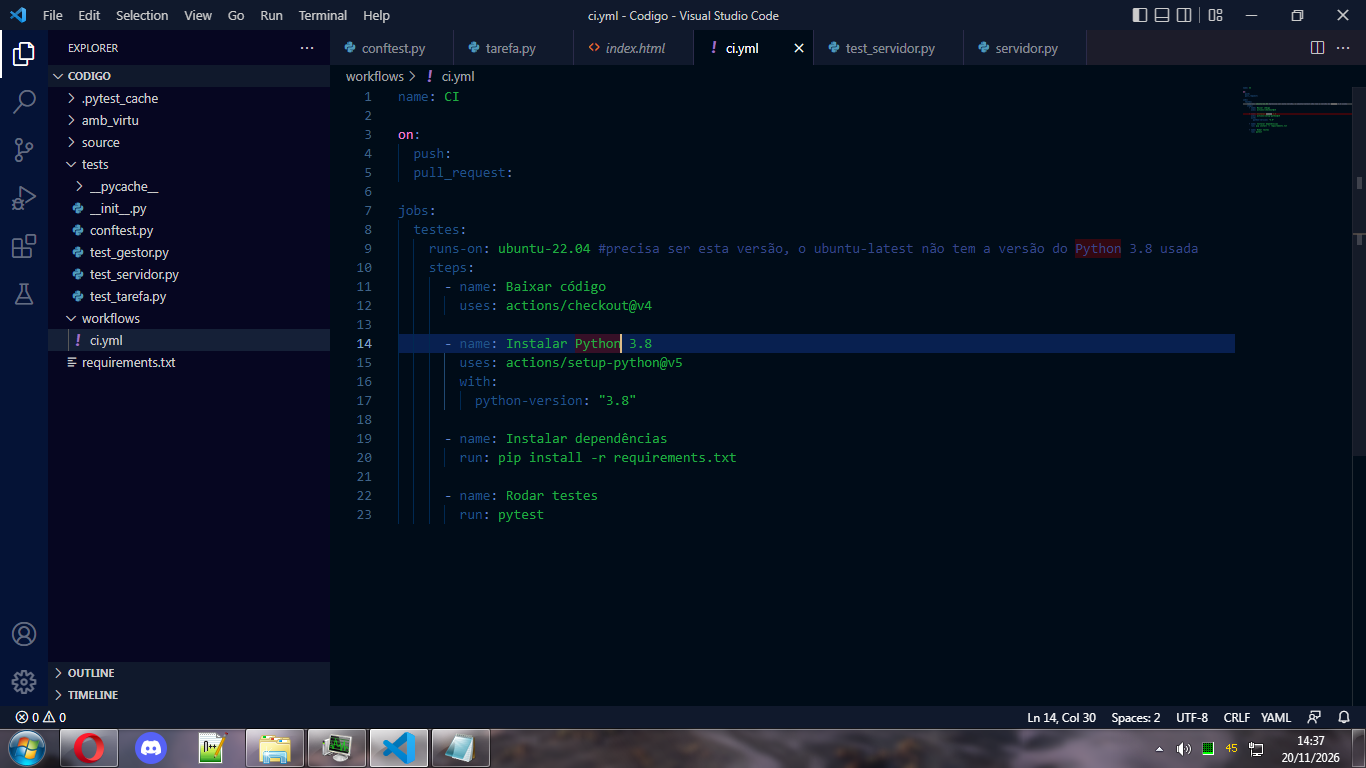 File Edit Selection View Go Run Terminal Help
ci.yml - Codigo - Visual Studio Code
EXPLORER
conftest.py
tarefa.py
index.html
ci.yml
test_servidor.py
servidor.py
CODIGO
.pytest_cache
amb_virtu
source
tests
__pycache__
__init__.py
conftest.py
test_gestor.py
test_servidor.py
test_tarefa.py
workflows
ci.yml
requirements.txt
OUTLINE
TIMELINE
workflows > ! ci.yml
1 name: CI
2
3 on:
4 push:
5 pull_request:
6
7 jobs:
8 testes:
9 runs-on: ubuntu-22.04 #precisa ser esta versão, o ubuntu-latest não tem a versão do Python 3.8 usada
10 steps:
11 - name: Baixar código
12 uses: actions/checkout@v4
13
14 - name: Instalar Python 3.8
15 uses: actions/setup-python@v5
16 with:
17 python-version: "3.8"
18
19 - name: Instalar dependências
20 run: pip install -r requirements.txt
21
22 - name: Rodar testes
23 run: pytest
0 0
Ln 14, Col 30 Spaces: 2 UTF-8 CRLF YAML
45
14:37
20/11/2026